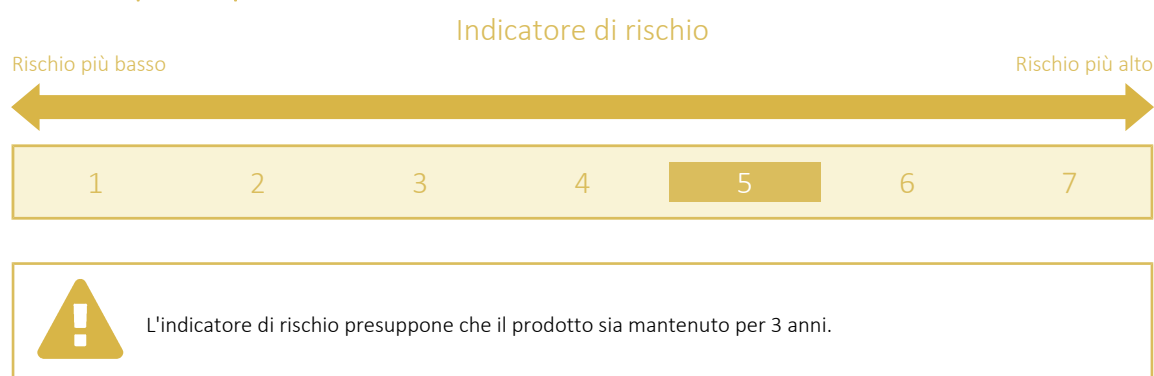 Indicatore di rischio
Rischio più basso Rischio più alto
1 2 3 4 5 6 7
L'indicatore di rischio presuppone che il prodotto sia mantenuto per 3 anni.